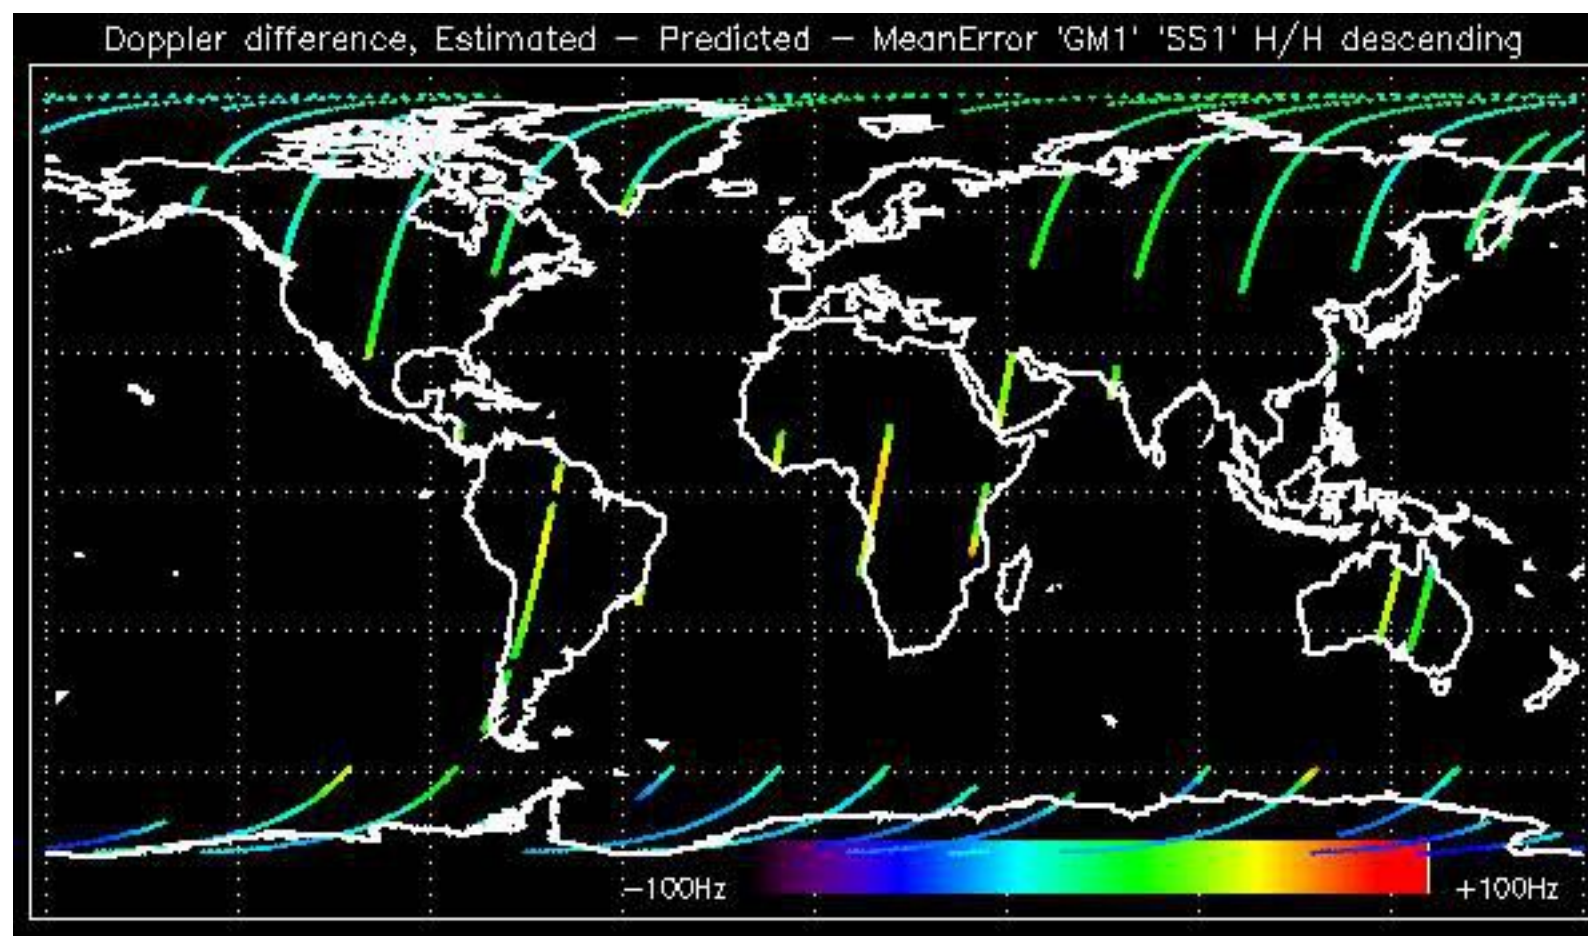 Doppler difference, Estimated – Predicted – MeanError 'GM1' 'SS1' H/H descending
–100Hz +100Hz